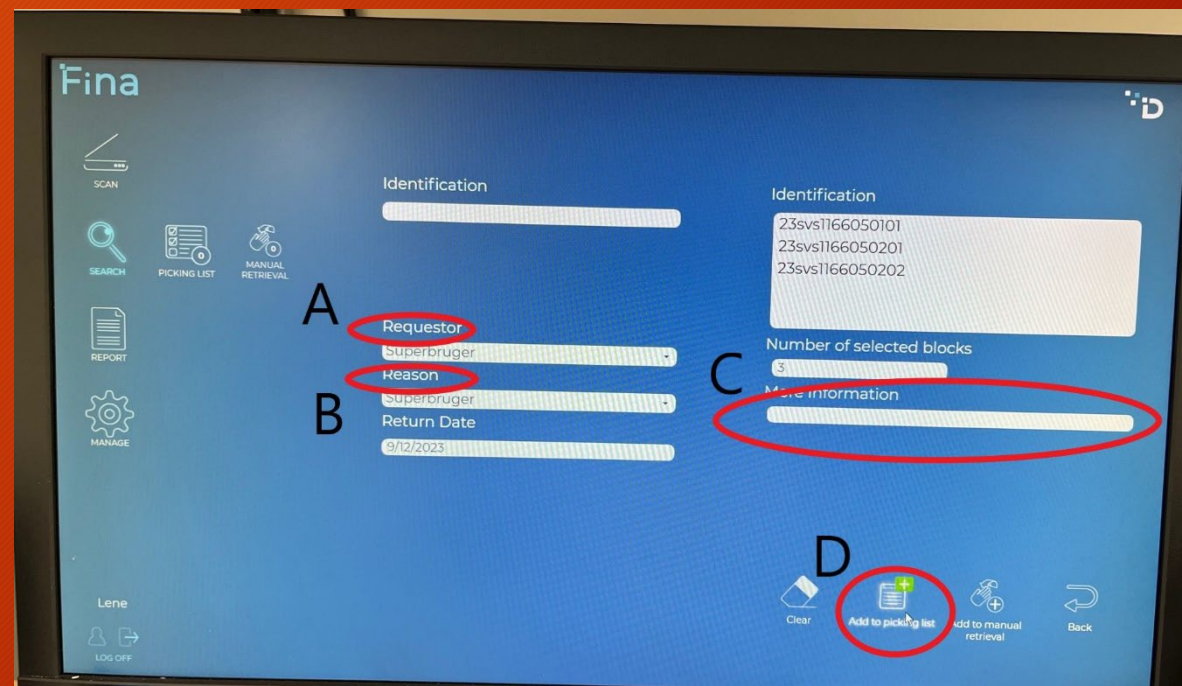 Fina
D
SCAN
SEARCH
0
PICKING LIST
0
MANUAL
RETRIEVAL
REPORT
MANAGE
Lene
LOG OFF
Identification
A
Requestor
Superbruger
Reason
Superbruger
B
Return Date
9/12/2023
Identification
23svs1166050101
23svs1166050201
23svs1166050202
Number of selected blocks
3
C
More Information
D
Clear
Add to picking list
Add to manual
retrieval
Back